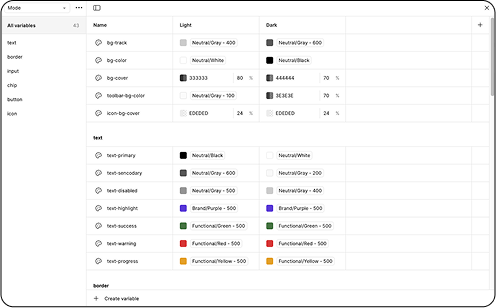 Mode
All variables 43
text
border
input
chip
button
icon
Name Light Dark
bg-track Neutral/Gray - 400 Neutral/Gray - 600
bg-color Neutral/White Neutral/Black
bg-cover 333333 80 % 444444 70 %
toolbar-bg-color Neutral/Gray - 100 3E3E3E 70 %
icon-bg-cover EDEDED 24 % EDEDED 24 %
text
text-primary Neutral/Black Neutral/White
text-sencodary Neutral/Gray - 600 Neutral/Gray - 200
text-disabled Neutral/Gray - 500 Neutral/Gray - 400
text-highlight Brand/Purple - 500 Brand/Purple - 500
text-success Functional/Green - 500 Functional/Green - 500
text-warning Functional/Red - 500 Functional/Red - 500
text-progress Functional/Yellow - 500 Functional/Yellow - 500
border
Create variable